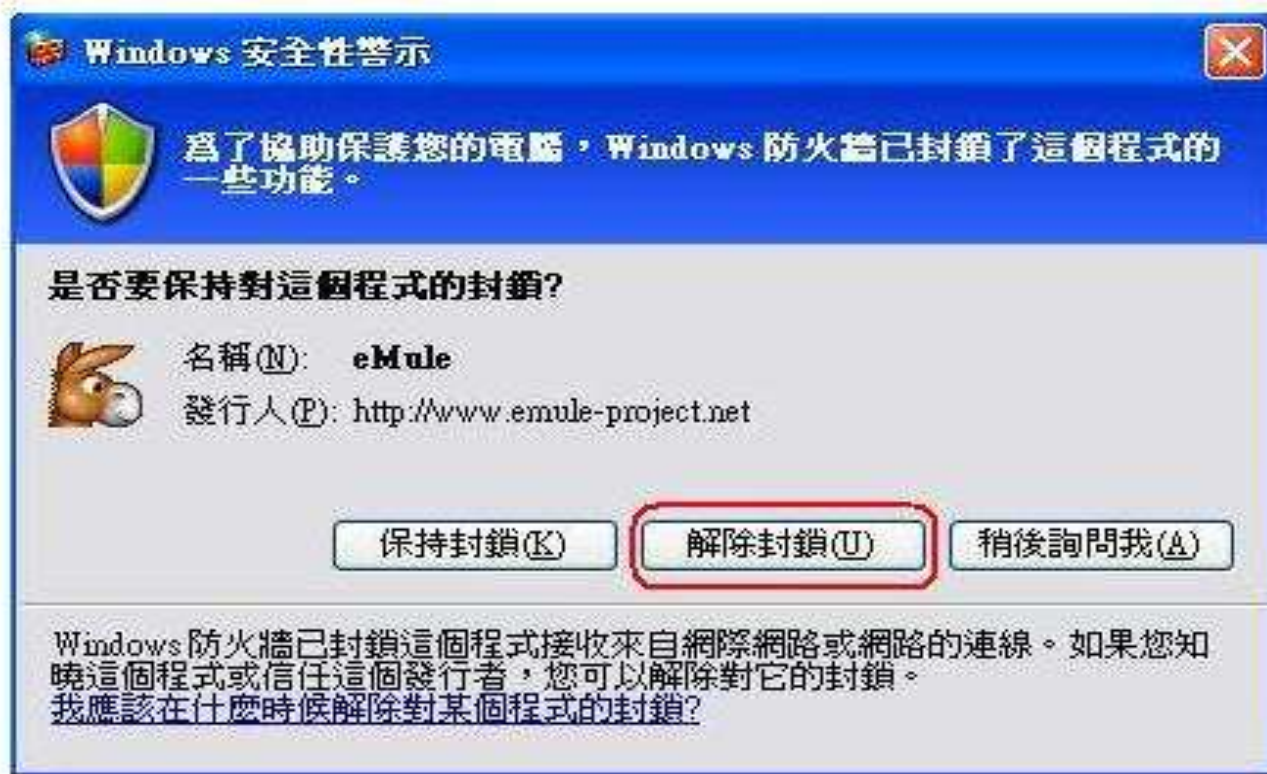 Windows 安全性警示
為了協助保護您的電腦，Windows 防火牆已封鎖了這個程式的
一些功能。
是否要保持對這個程式的封鎖?
名稱(N): eMule
發行人(P): http://www.emule-project.net
保持封鎖(K) 解除封鎖(U) 稍後詢問我(A)
Windows 防火牆已封鎖這個程式接收來自網際網路或網路的連線。如果您知
曉這個程式或信任這個發行者，您可以解除對它的封鎖。
我應該在什麼時候解除對某個程式的封鎖?